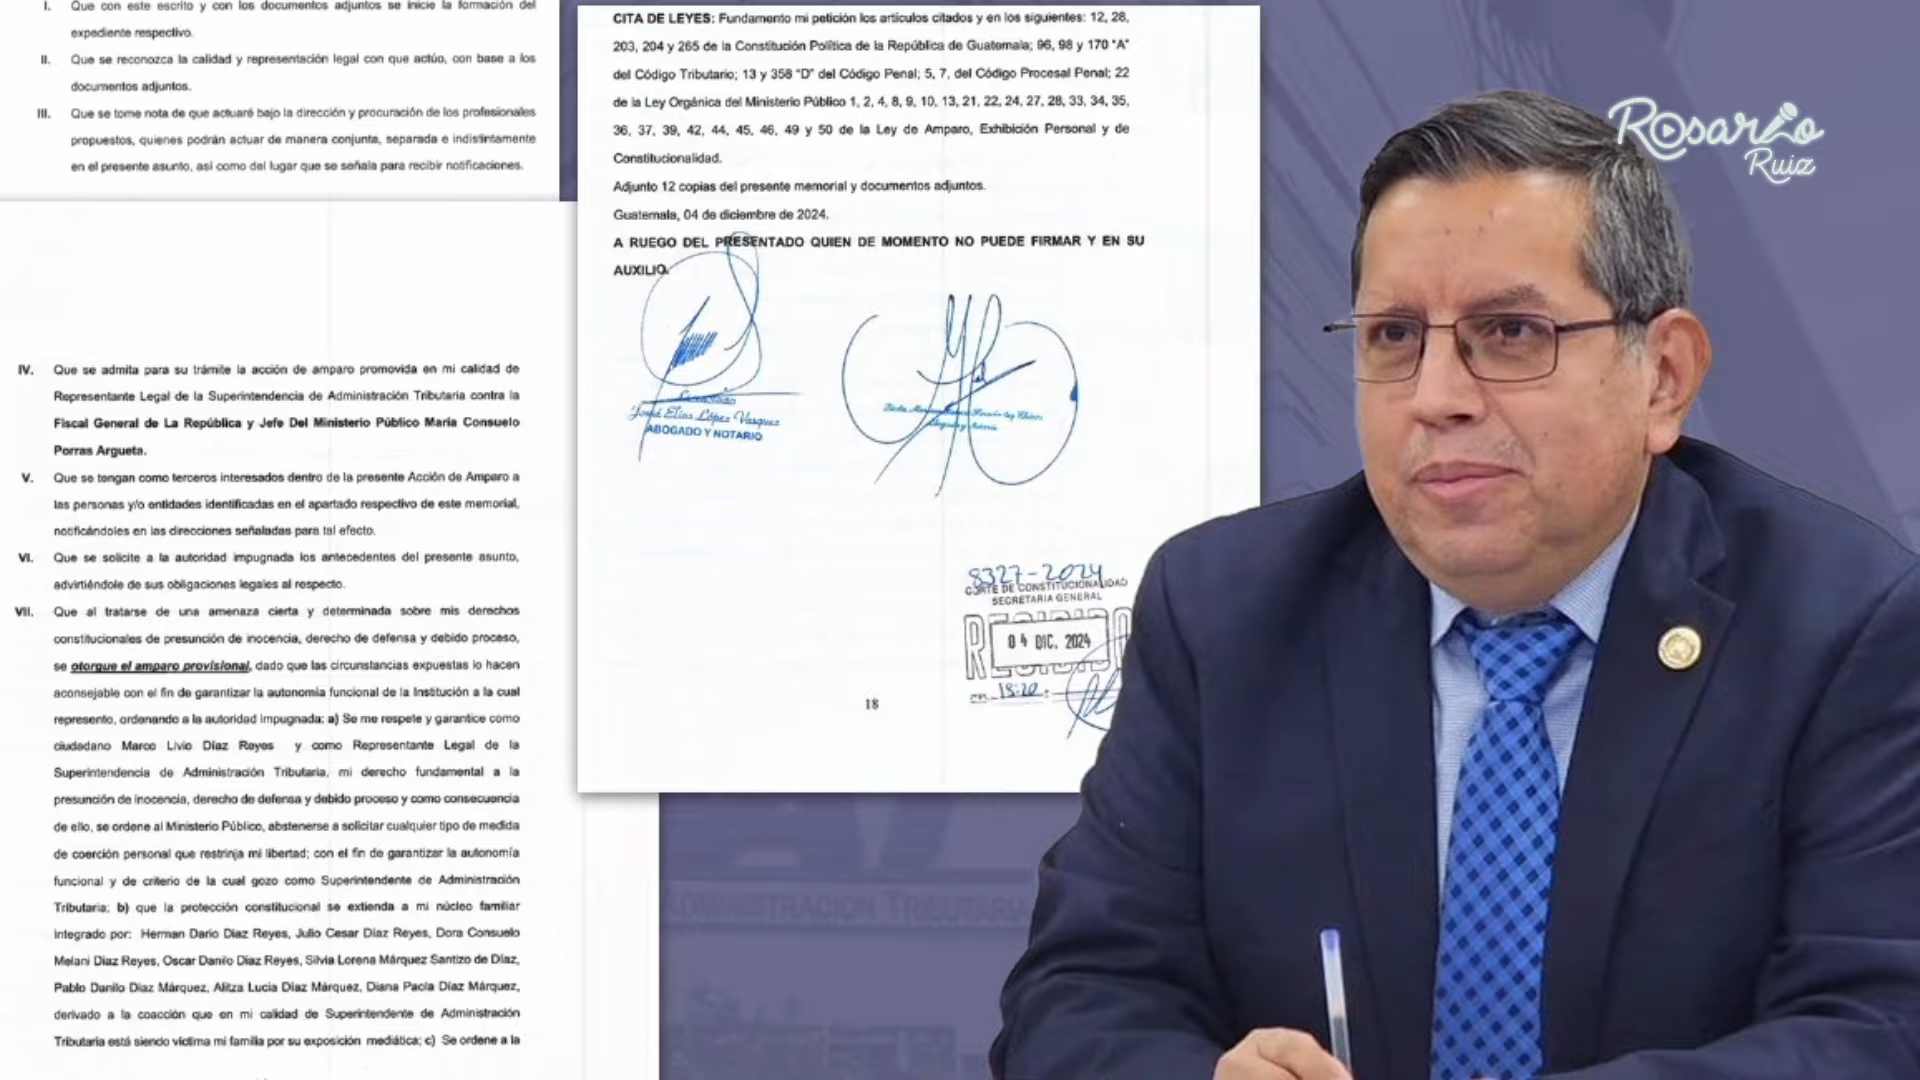 I. Que con este escrito y con los documentos adjuntos se inicie la formación del
expediente respectivo.
II. Que se reconozca la calidad y representación legal con que actúo, con base a los
documentos adjuntos.
III. Que se tome nota de que actuaré bajo la dirección y procuración de los profesionales
propuestos, quienes podrán actuar de manera conjunta, separada e indistintamente
en el presente asunto, así como del lugar que se señala para recibir notificaciones.
IV. Que se admita para su trámite la acción de amparo promovida en mi calidad de
Representante Legal de la Superintendencia de Administración Tributaria contra la
Fiscal General de La República y Jefe Del Ministerio Público María Consuelo
Porras Argueta.
V. Que se tengan como terceros interesados dentro de la presente Acción de Amparo a
las personas y/o entidades identificadas en el apartado respectivo de este memorial,
notificándoles en las direcciones señaladas para tal efecto.
VI. Que se solicite a la autoridad impugnada los antecedentes del presente asunto,
advirtiéndole de sus obligaciones legales al respecto.
VII. Que al tratarse de una amenaza cierta y determinada sobre mis derechos
constitucionales de presunción de inocencia, derecho de defensa y debido proceso,
se otorgue el amparo provisional, dado que las circunstancias expuestas lo hacen
aconsejable con el fin de garantizar la autonomía funcional de la Institución a la cual
represento, ordenando a la autoridad impugnada: a) Se me respete y garantice como
ciudadano Marco Livio Díaz Reyes y como Representante Legal de la
Superintendencia de Administración Tributaria, mi derecho fundamental a la
presunción de inocencia, derecho de defensa y debido proceso y como consecuencia
de ello, se ordene al Ministerio Público, abstenerse a solicitar cualquier tipo de medida
de coerción personal que restrinja mi libertad; con el fin de garantizar la autonomía
funcional y de criterio de la cual gozo como Superintendente de Administración
Tributaria; b) que la protección constitucional se extienda a mi núcleo familiar
integrado por: Herman Dario Diaz Reyes, Julio Cesar Díaz Reyes, Dora Consuelo
Melani Diaz Reyes, Oscar Danilo Diaz Reyes, Silvia Lorena Márquez Santizo de Díaz,
Pablo Danilo Díaz Márquez, Alitza Lucia Díaz Márquez, Diana Paola Díaz Márquez,
derivado a la coacción que en mi calidad de Superintendente de Administración
Tributaria está siendo víctima mi familia por su exposición mediática; c) Se ordene a la
CITA DE LEYES: Fundamento mi petición los artículos citados y en los siguientes: 12, 28,
203, 204 y 265 de la Constitución Política de la República de Guatemala; 96, 98 y 170 "A"
del Código Tributario; 13 y 358 "D" del Código Penal; 5, 7, del Código Procesal Penal; 22
de la Ley Orgánica del Ministerio Público 1, 2, 4, 8, 9, 10, 13, 21, 22, 24, 27, 28, 33, 34, 35,
36, 37, 39, 42, 44, 45, 46, 49 y 50 de la Ley de Amparo, Exhibición Personal y de
Constitucionalidad.
Adjunto 12 copias del presente memorial y documentos adjuntos.
Guatemala, 04 de diciembre de 2024.
A RUEGO DEL PRESENTADO QUIEN DE MOMENTO NO PUEDE FIRMAR Y EN SU
AUXILIO.
José Elías López Vasquez
ABOGADO Y NOTARIO
8327-2024
CORTE DE CONSTITUCIONALIDAD
SECRETARIA GENERAL
RECIBIDO
04 DIC. 2024
18:20
18
ADMINISTRACIÓN TRIBUTARIA
Rosario
Ruiz